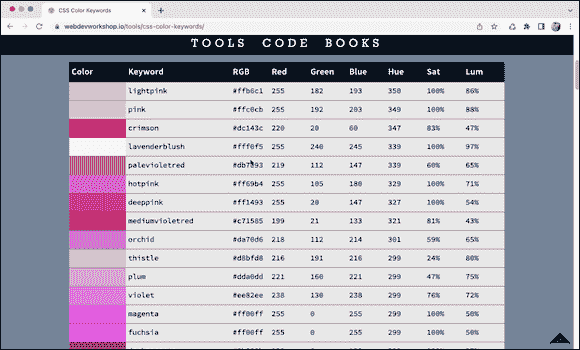 CSS Color Keywords
webdevworkshop.io/tools/css-color-keywords/
TOOLS CODE BOOKS
Color Keyword RGB Red Green Blue Hue Sat Lum
lightpink #ffb6c1 255 182 193 350 100% 86%
pink #ffc0cb 255 192 203 349 100% 88%
crimson #dc143c 220 20 60 347 83% 47%
lavenderblush #fff0f5 255 240 245 339 100% 97%
palevioletred #db7093 219 112 147 339 60% 65%
hotpink #ff69b4 255 105 180 329 100% 71%
deeppink #ff1493 255 20 147 327 100% 54%
mediumvioletred #c71585 199 21 133 321 81% 43%
orchid #da70d6 218 112 214 301 59% 65%
thistle #d8bfd8 216 191 216 299 24% 80%
plum #dda0dd 221 160 221 299 47% 75%
violet #ee82ee 238 130 238 299 76% 72%
magenta #ff00ff 255 0 255 299 100% 50%
fuchsia #ff00ff 255 0 255 299 100% 50%